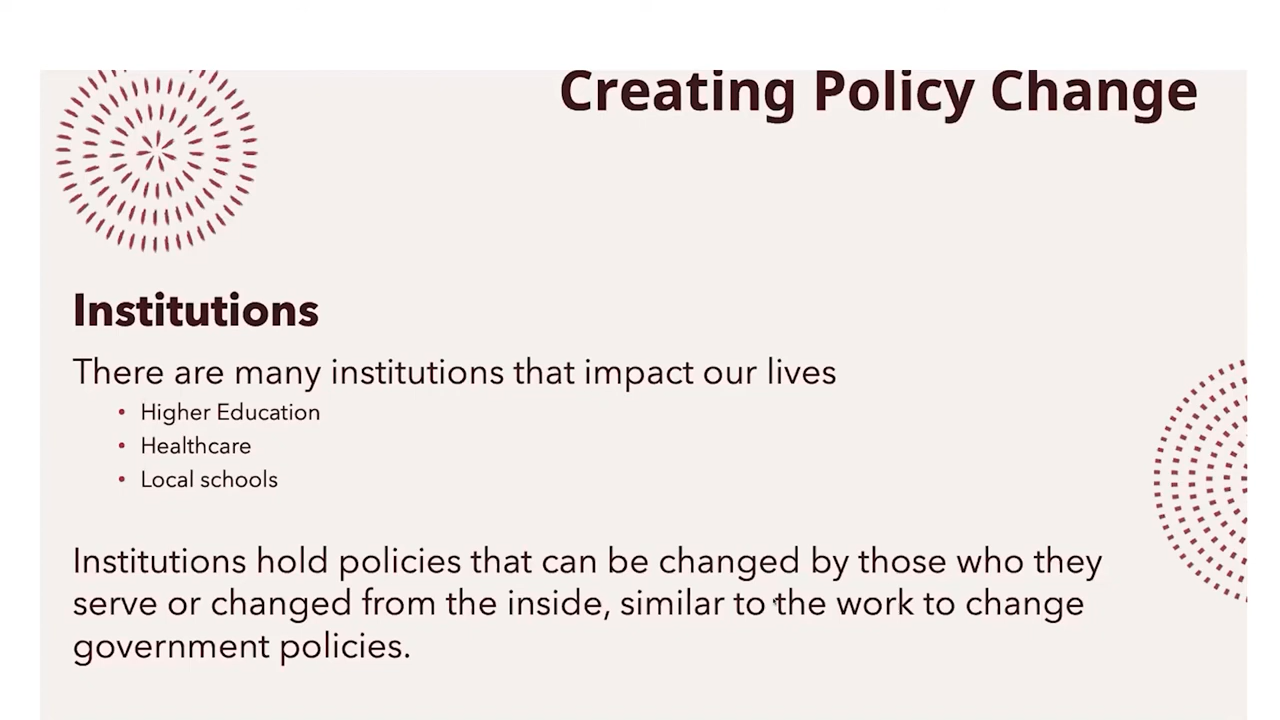 Creating Policy Change
Institutions
There are many institutions that impact our lives
• Higher Education
• Healthcare
• Local schools
Institutions hold policies that can be changed by those who they
serve or changed from the inside, similar to the work to change
government policies.